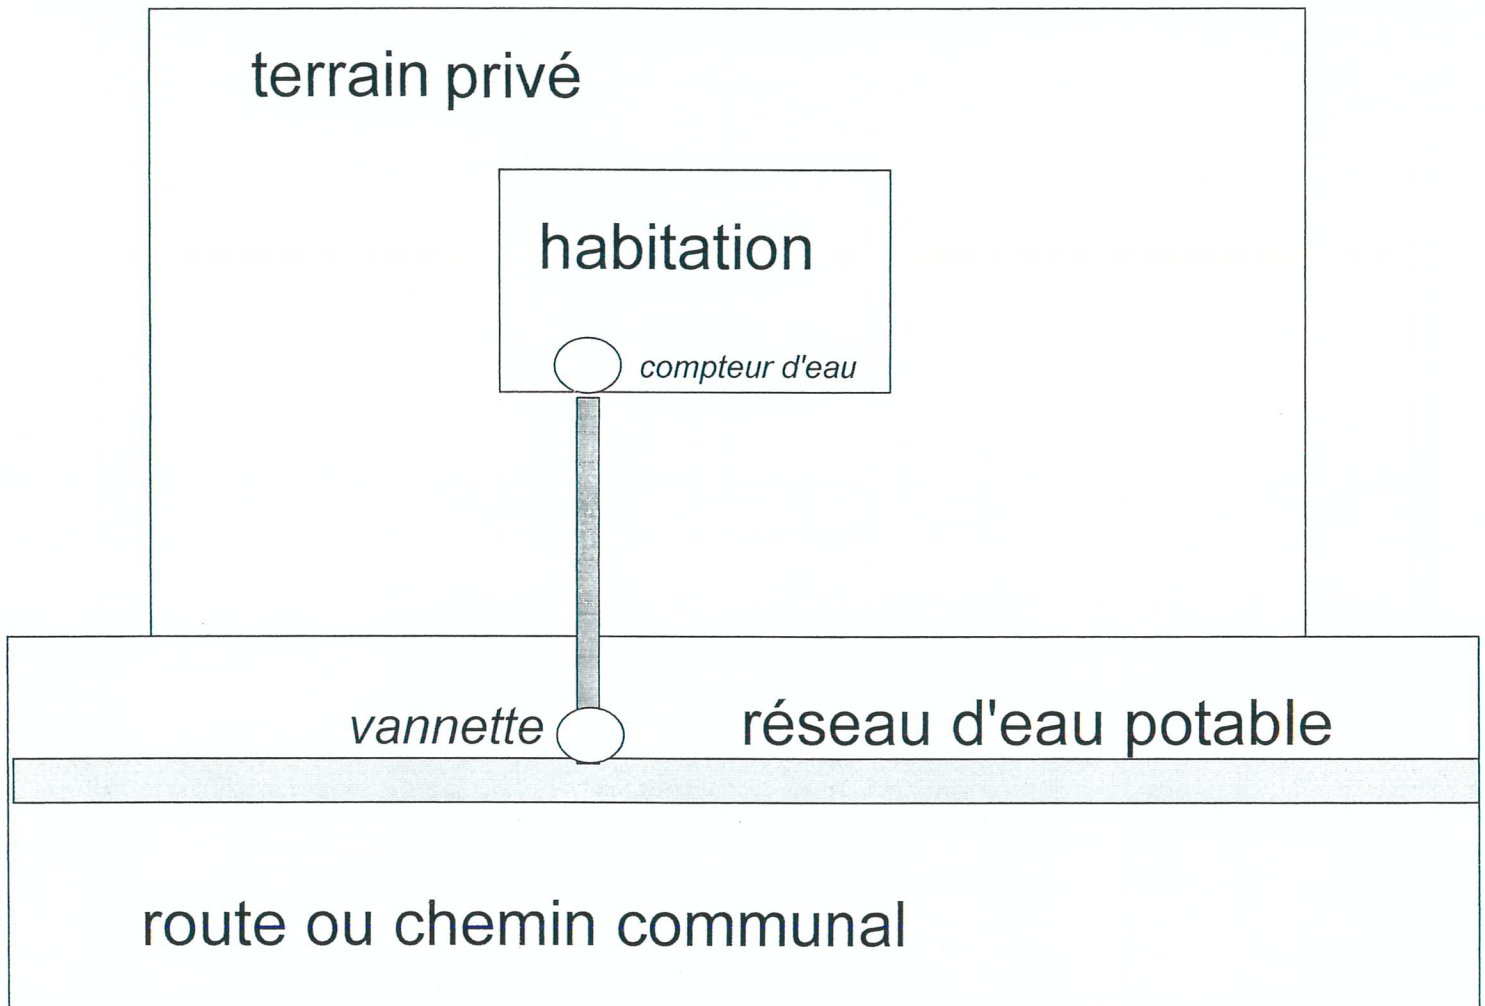 terrain privé
habitation
compteur d'eau
vannette
réseau d'eau potable
route ou chemin communal